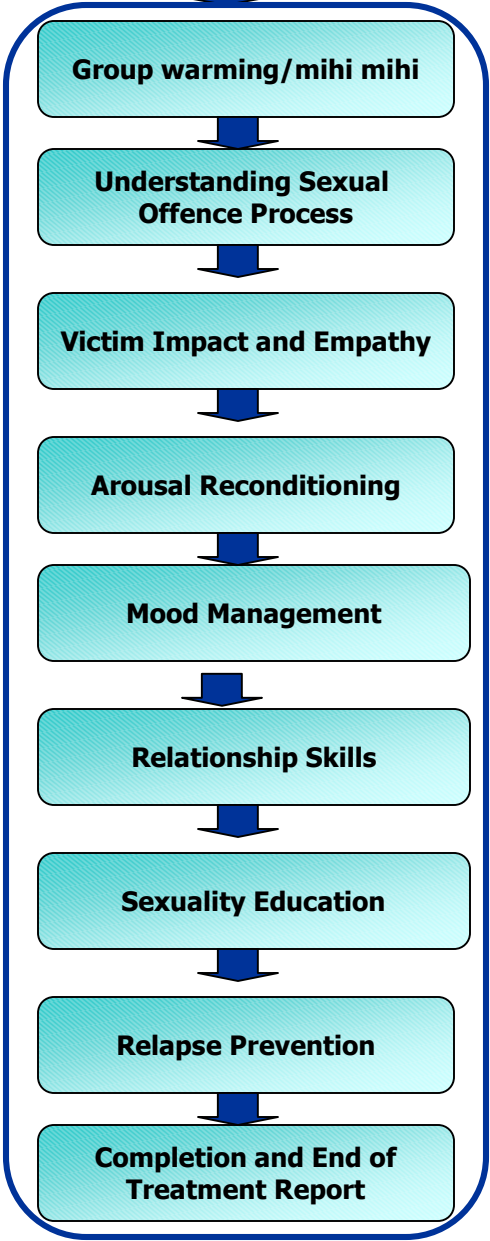 Group warming/mihi mihi
Understanding Sexual
Offence Process
Victim Impact and Empathy
Arousal Reconditioning
Mood Management
Relationship Skills
Sexuality Education
Relapse Prevention
Completion and End of
Treatment Report